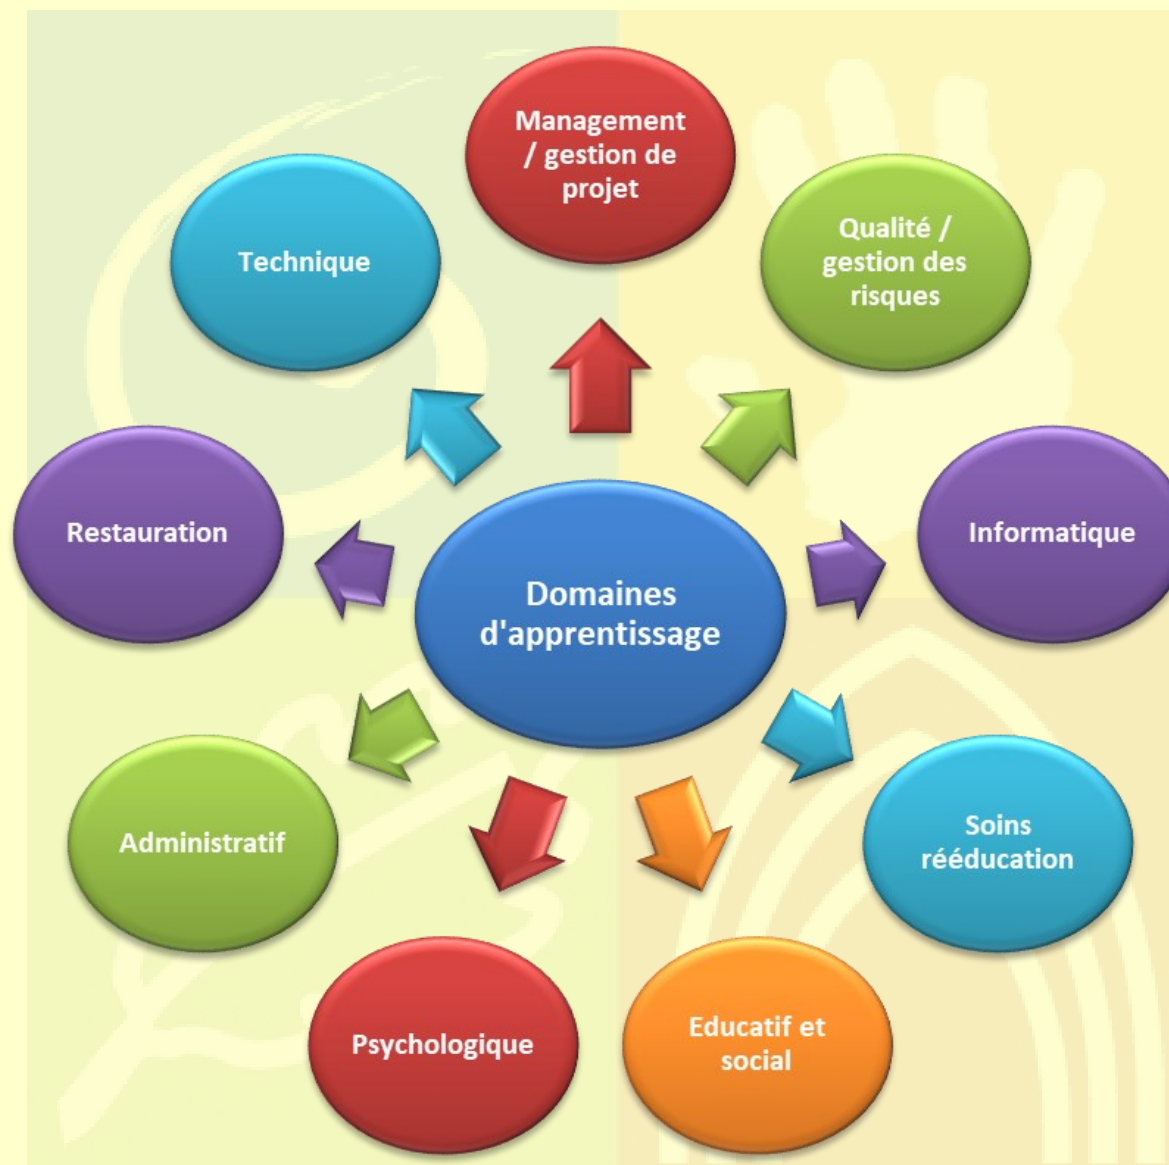 Management
/ gestion de
projet
Qualité /
gestion des
risques
Technique
Informatique
Restauration
Domaines
d'apprentissage
Soins
rééducation
Administratif
Educatif et
social
Psychologique